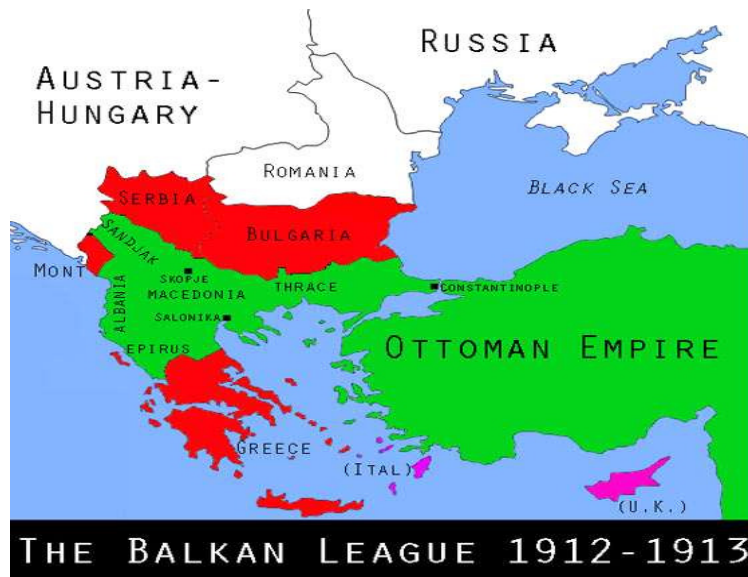 RUSSIA
AUSTRIA-
HUNGARY
ROMANIA
BLACK SEA
SERBIA
BULGARIA
SANDJAK
MONT
SKOPJE
MACEDONIA
THRACE
CONSTANTINOPLE
ALBANIA
SALONIKA
EPIRUS
OTTOMAN EMPIRE
GREECE
(ITAL)
(U.K.)
THE BALKAN LEAGUE 1912-1913